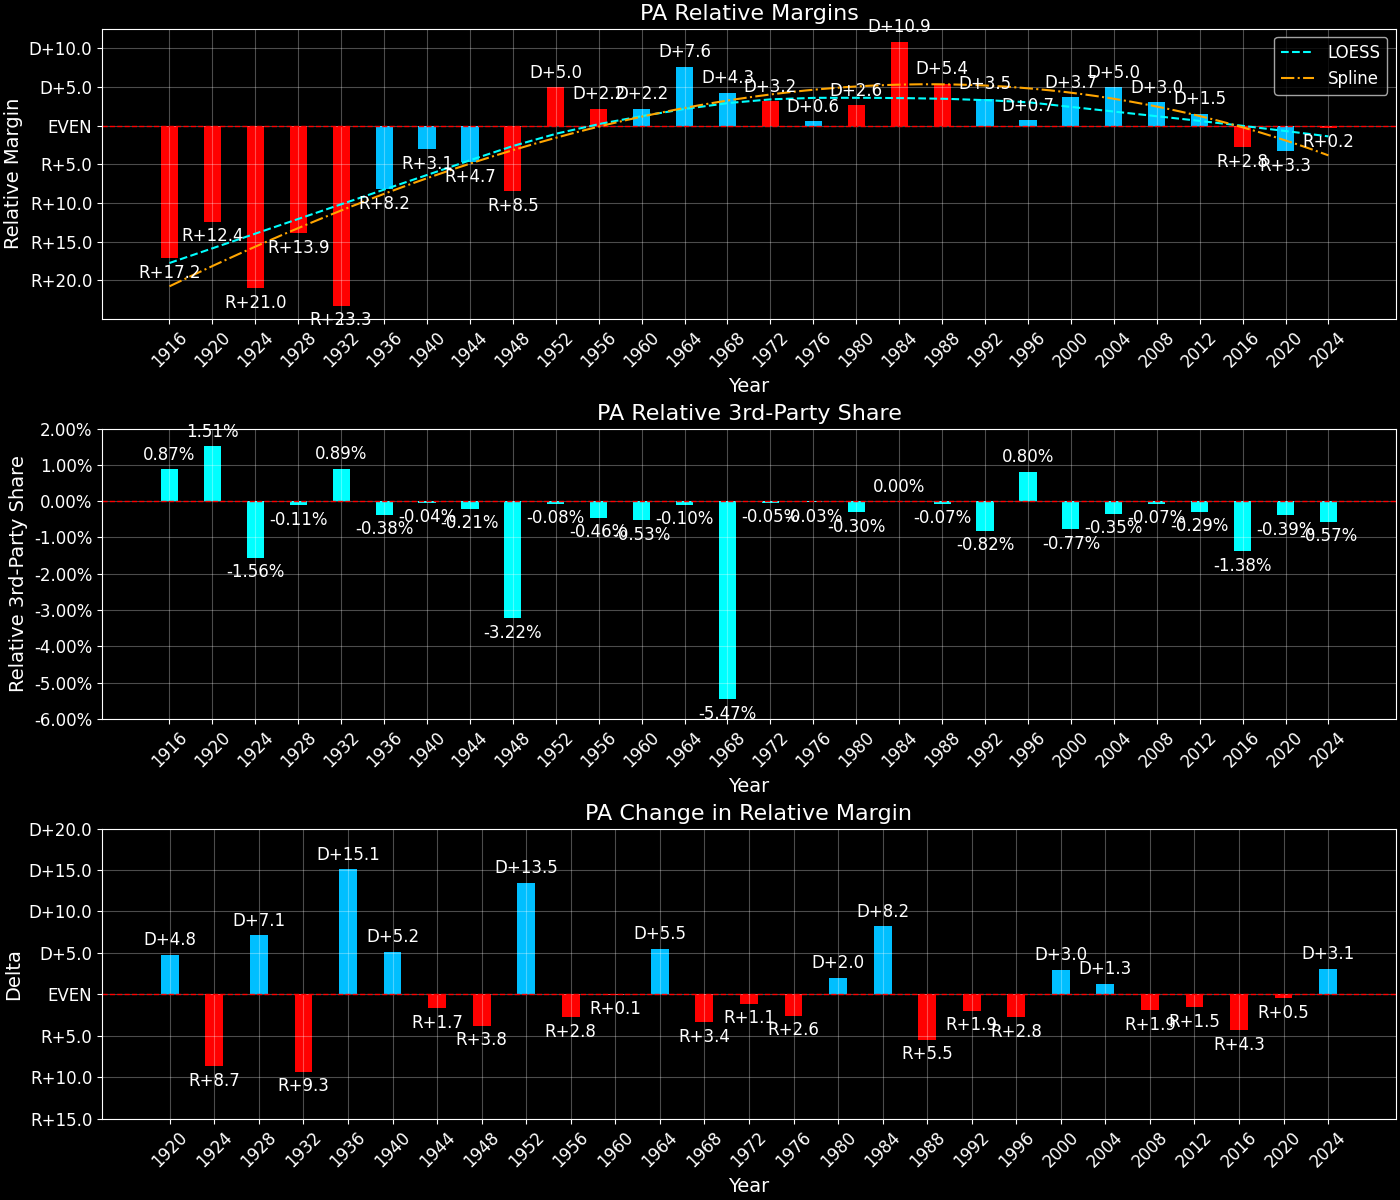 PA Relative Margins
Relative Margin
D+10.0
D+5.0
EVEN
R+5.0
R+10.0
R+15.0
R+20.0
LOESS
Spline
R+17.2
R+12.4
R+21.0
R+13.9
R+23.3
R+8.2
R+3.1
R+4.7
R+8.5
D+5.0
D+2.2
D+2.2
D+7.6
D+4.3
D+3.2
D+0.6
D+2.6
D+10.9
D+5.4
D+3.5
D+0.7
D+3.7
D+5.0
D+3.0
D+1.5
R+2.8
R+3.3
R+0.2
1916 1920 1924 1928 1932 1936 1940 1944 1948 1952 1956 1960 1964 1968 1972 1976 1980 1984 1988 1992 1996 2000 2004 2008 2012 2016 2020 2024
Year
PA Relative 3rd-Party Share
Relative 3rd-Party Share
2.00%
1.00%
0.00%
-1.00%
-2.00%
-3.00%
-4.00%
-5.00%
-6.00%
0.87%
1.51%
-1.56%
-0.11%
0.89%
-0.38%
-0.04%
-0.21%
-3.22%
-0.08%
-0.46%
-0.53%
-0.10%
-5.47%
-0.05%
-0.03%
-0.30%
0.00%
-0.07%
-0.82%
0.80%
-0.77%
-0.35%
-0.07%
-0.29%
-1.38%
-0.39%
-0.57%
1916 1920 1924 1928 1932 1936 1940 1944 1948 1952 1956 1960 1964 1968 1972 1976 1980 1984 1988 1992 1996 2000 2004 2008 2012 2016 2020 2024
Year
PA Change in Relative Margin
Delta
D+20.0
D+15.0
D+10.0
D+5.0
EVEN
R+5.0
R+10.0
R+15.0
D+4.8
R+8.7
D+7.1
R+9.3
D+15.1
D+5.2
R+1.7
R+3.8
D+13.5
R+2.8
R+0.1
D+5.5
R+3.4
R+1.1
R+2.6
D+2.0
D+8.2
R+5.5
R+1.9
R+2.8
D+3.0
D+1.3
R+1.9
R+1.5
R+4.3
R+0.5
D+3.1
1920 1924 1928 1932 1936 1940 1944 1948 1952 1956 1960 1964 1968 1972 1976 1980 1984 1988 1992 1996 2000 2004 2008 2012 2016 2020 2024
Year